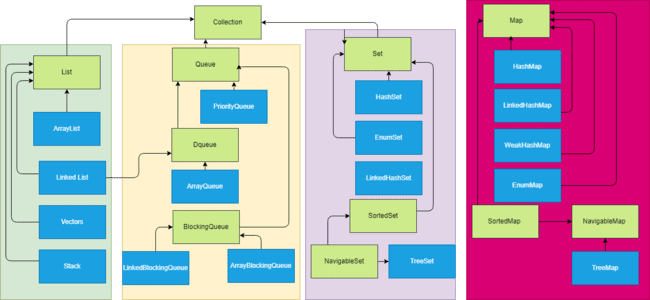 Collection
List
ArrayList
Linked List
Vectors
Stack
Queue
PriorityQueue
Dqueue
ArrayQueue
BlockingQueue
LinkedBlockingQueue
ArrayBlockingQueue
Set
HashSet
EnumSet
LinkedHashSet
SortedSet
NavigableSet
TreeSet
Map
HashMap
LinkedHashMap
WeakHashMap
EnumMap
SortedMap
NavigableMap
TreeMap